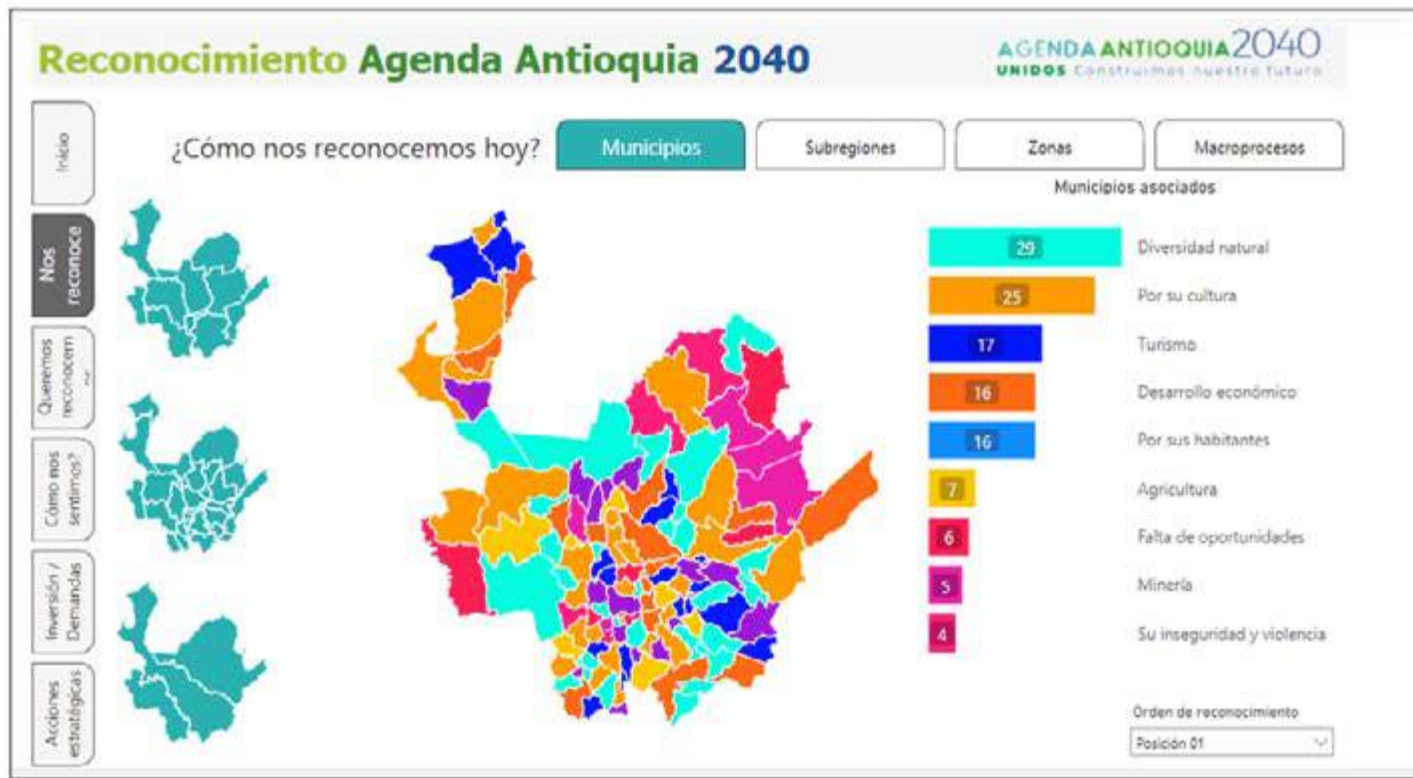 Reconocimiento Agenda Antioquia 2040
AGENDA ANTIOQUIA 2040
UNIDOS Construimos nuestro futuro
Inicio
Nos
reconoce
Queremos
reconocern
Cómo nos
sentimos?
Inversión /
Demandas
Acciones
estratégicas
¿Cómo nos reconocemos hoy?
Municipios
Subregiones
Zonas
Macroprocesos
Municipios asociados
29 Diversidad natural
25 Por su cultura
17 Turismo
16 Desarrollo económico
16 Por sus habitantes
7 Agricultura
6 Falta de oportunidades
5 Minería
4 Su inseguridad y violencia
Orden de reconocimiento
Posición 01